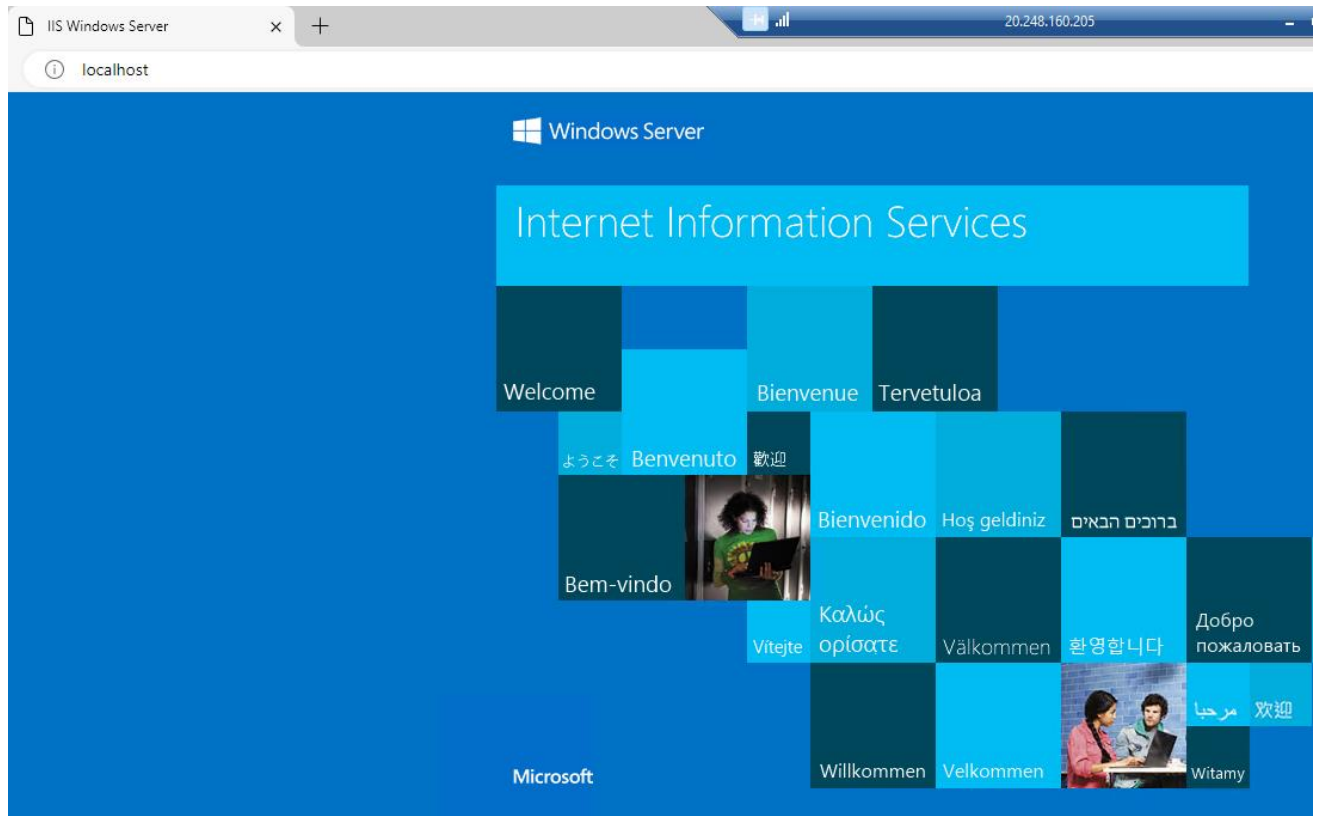 IIS Windows Server
20.248.160.205
localhost
Windows Server
Internet Information Services
Welcome
Bienvenue
Tervetuloa
ようこそ
Benvenuto
歡迎
Bienvenido
Hoş geldiniz
ברוכים הבאים
Bem-vindo
Vítejte
Καλώς
ορίσατε
Välkommen
환영합니다
Добро
пожаловать
مرحبا
欢迎
Microsoft
Willkommen
Velkommen
Witamy